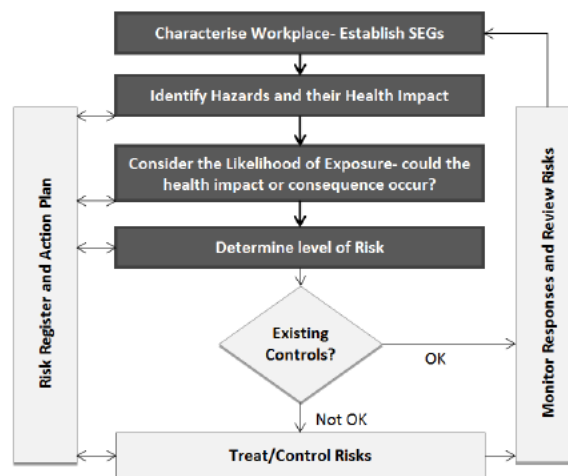 Characterise Workplace- Establish SEGs
Identify Hazards and their Health Impact
Consider the Likelihood of Exposure- could the
health impact or consequence occur?
Determine level of Risk
Existing
Controls?
OK
Not OK
Treat/Control Risks
Risk Register and Action Plan
Monitor Responses and Review Risks